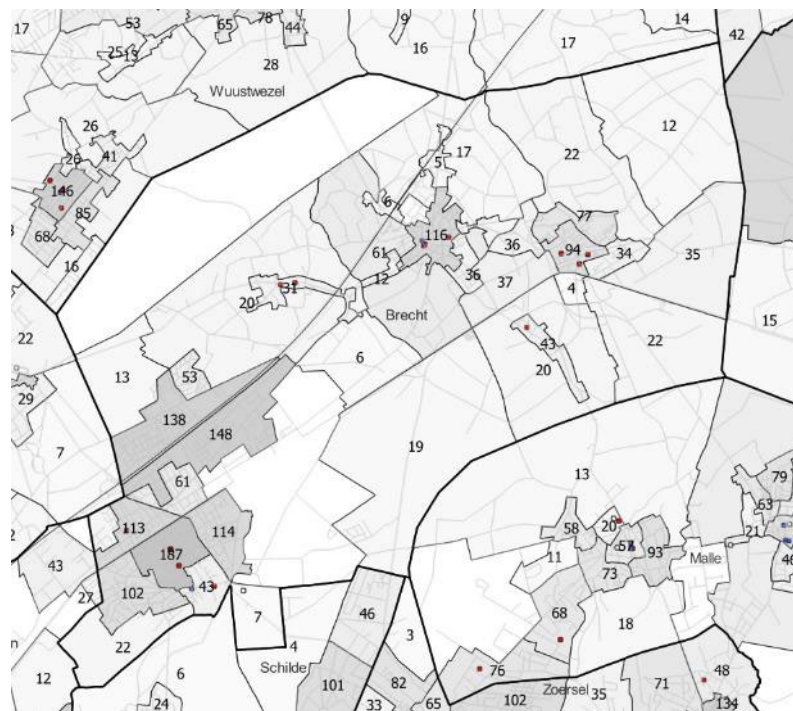 53 65 78 44 9 14
17 25 13 16 17 42
28
Wuustwezel
26 12
26 41 5 17 22
146 6
85 77
68 116 36 94 34 35
61
16 12 36 37
20 31 4
Brecht 15
22 6 43 22
13 53 20
29
138
7 148 19
13
61 79
63
113 114 58 20 21
187 57 93
43 11 Malle 46
43 73
27 102 7 46 68
22 4 3 18
6 76 48
Schilde
12 101 82 Zoersel 71
24 33 65 102 35 134